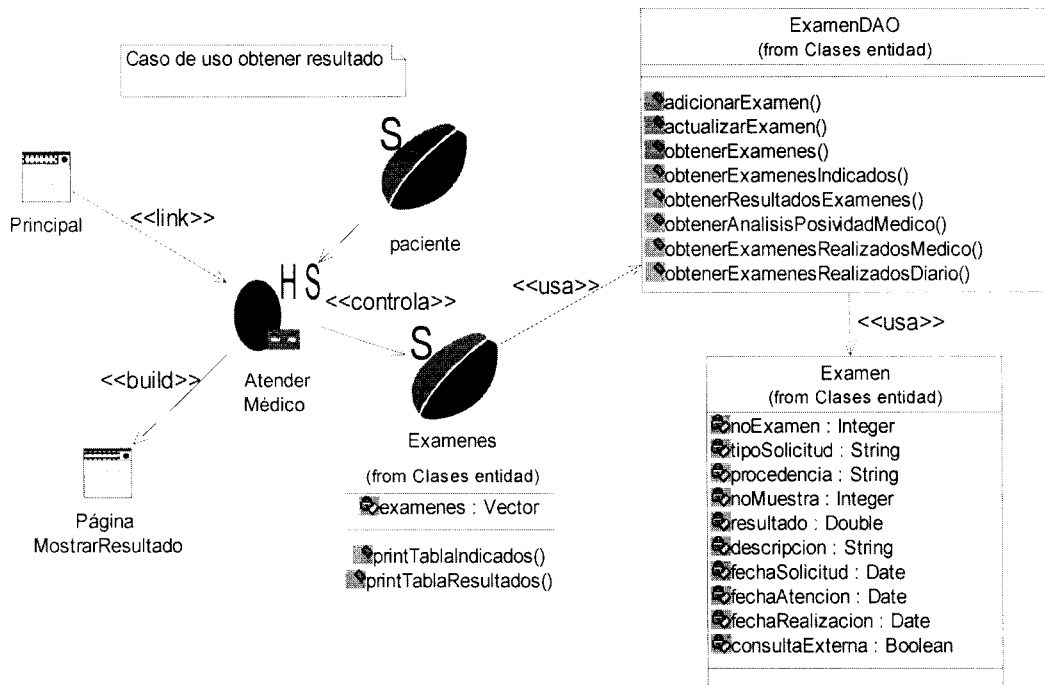 Caso de uso obtener resultado
ExamenDAO
(from Clases entidad)
adicionarExamen()
actualizarExamen()
obtenerExamenes()
obtenerExamenesIndicados()
obtenerResultadosExamenes()
obtenerAnalisisPosividadMedico()
obtenerExamenesRealizadosMedico()
obtenerExamenesRealizadosDiario()
Principal
<<link>>
S
paciente
H S
<<controla>>
<<usa>>
<<usa>>
S
<<build>>
Atender
Médico
Examenes
(from Clases entidad)
examenes : Vector
printTablaIndicados()
printTablaResultados()
Página
MostrarResultado
Examen
(from Clases entidad)
noExamen : Integer
tipoSolicitud : String
procedencia : String
noMuestra : Integer
resultado : Double
descripcion : String
fechaSolicitud : Date
fechaAtencion : Date
fechaRealizacion : Date
consultaExterna : Boolean